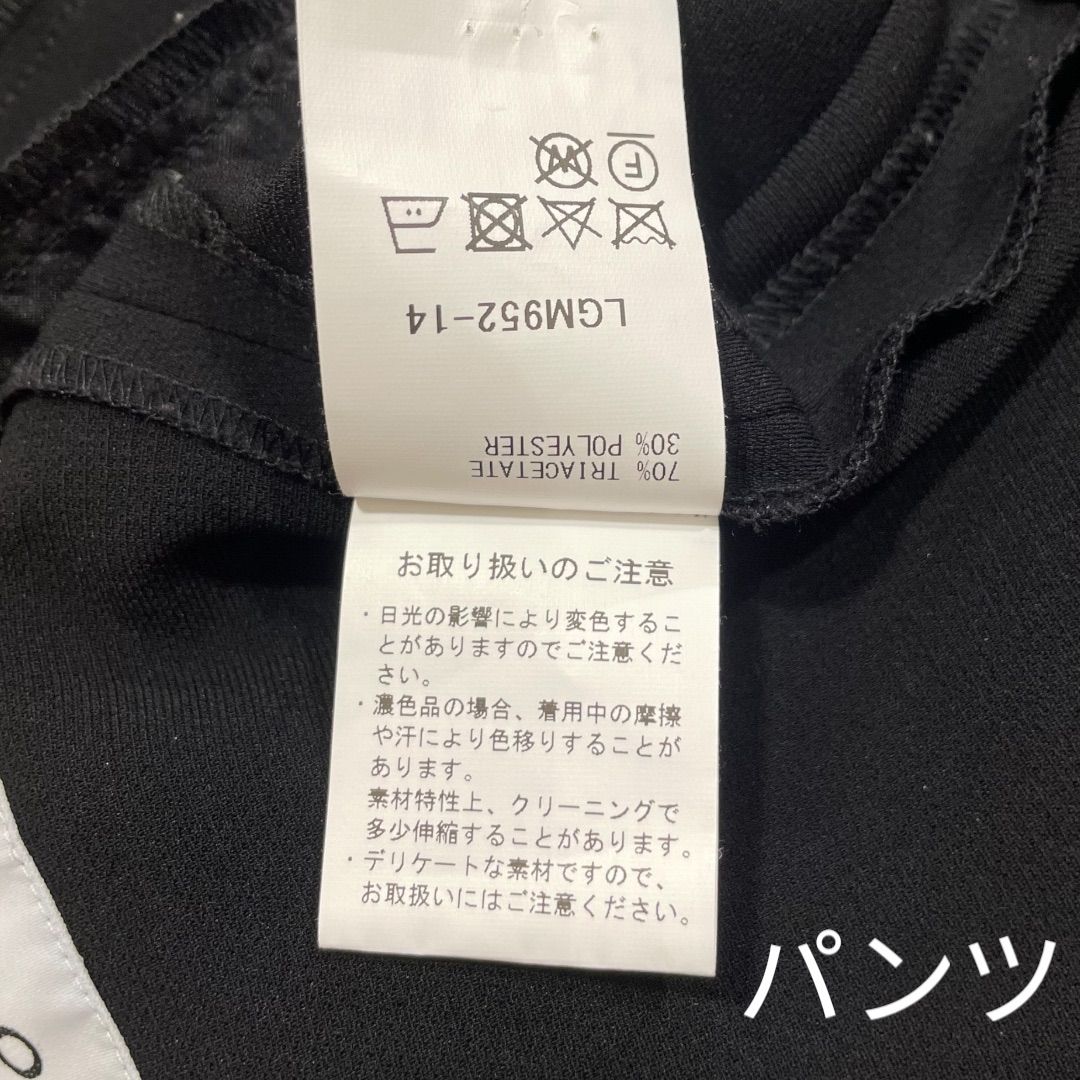 F W
LGM952-14
70% TRIACETATE
30% POLYESTER
お取り扱いのご注意
・日光の影響により変色するこ
とがありますのでご注意くだ
さい。
・濃色品の場合、着用中の摩擦
や汗により色移りすることが
あります。
素材特性上、クリーニングで
多少伸縮することがあります。
・デリケートな素材ですので、
お取扱いにはご注意ください。
パンツ